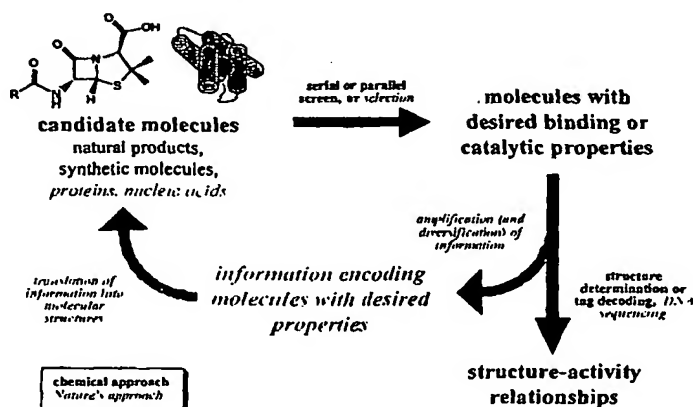 OH
O
O
N
R
N
H
H
S
candidate molecules
natural products,
synthetic molecules,
proteins, nucleic acids
serial or parallel
screen, or selection
molecules with
desired binding or
catalytic properties
amplification (and
diversification) of
information
translation of
information into
molecular
structures
information encoding
molecules with desired
properties
structure
determination or
tag decoding, DNA
sequencing
structure-activity
relationships
chemical approach
Nature's approach